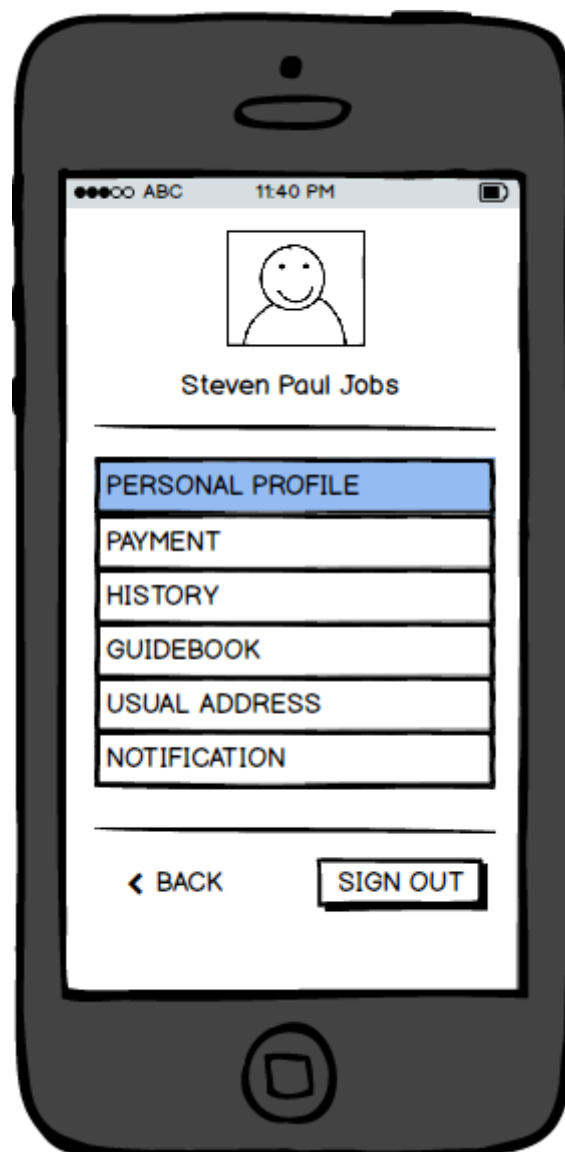 ABC 11:40 PM
Steven Paul Jobs
PERSONAL PROFILE
PAYMENT
HISTORY
GUIDEBOOK
USUAL ADDRESS
NOTIFICATION
BACK SIGN OUT